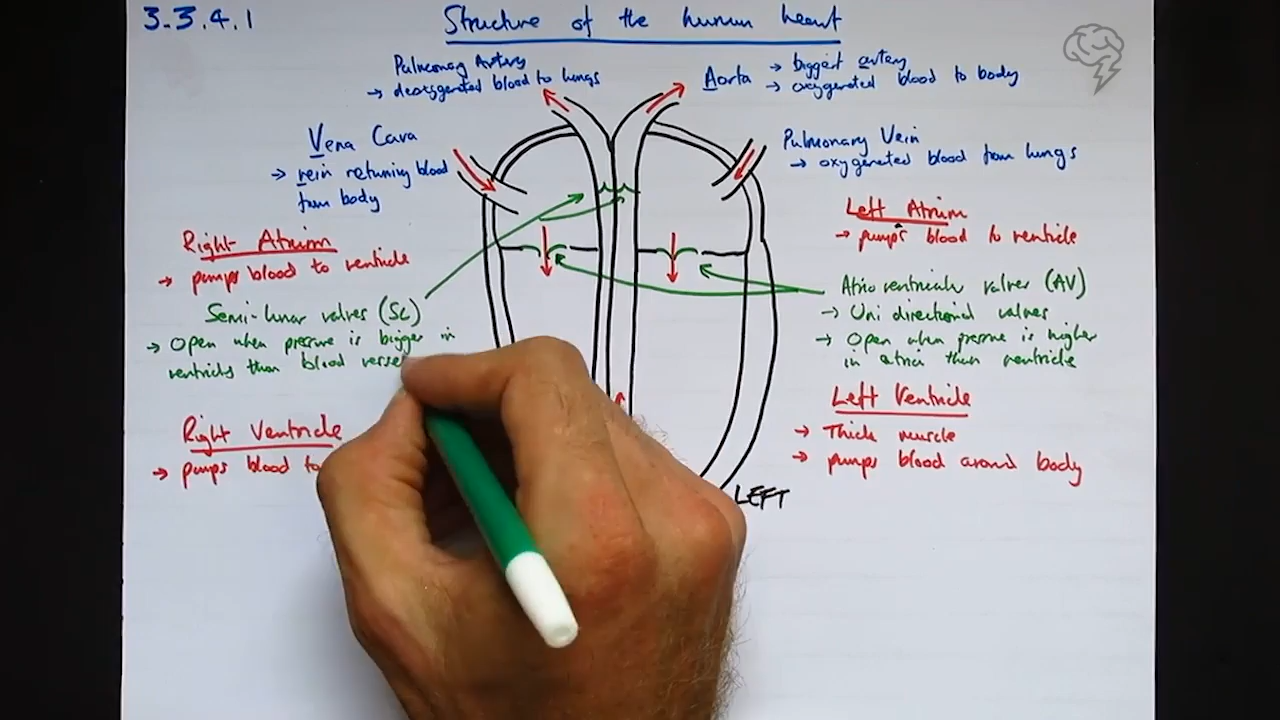 3.3.4.1
Structure of the human heart
Pulmonary Artery
→ deoxygenated blood to lungs
Aorta
→ biggest artery
→ oxygenated blood to body
Vena Cava
→ vein returning blood
from body
Pulmonary Vein
→ oxygenated blood from lungs
Right Atrium
→ pumps blood to ventricle
Left Atrium
→ pumps blood to ventricle
Semi-lunar valves (SL)
→ Open when pressure is bigger in
ventricles than blood vesse
Atrioventricular valves (AV)
→ Uni directional valves
→ Open when pressure is higher
in atria than ventricle
Right Ventricle
→ pumps blood to
Left Ventricle
→ Thick muscle
→ pumps blood around body
LEFT